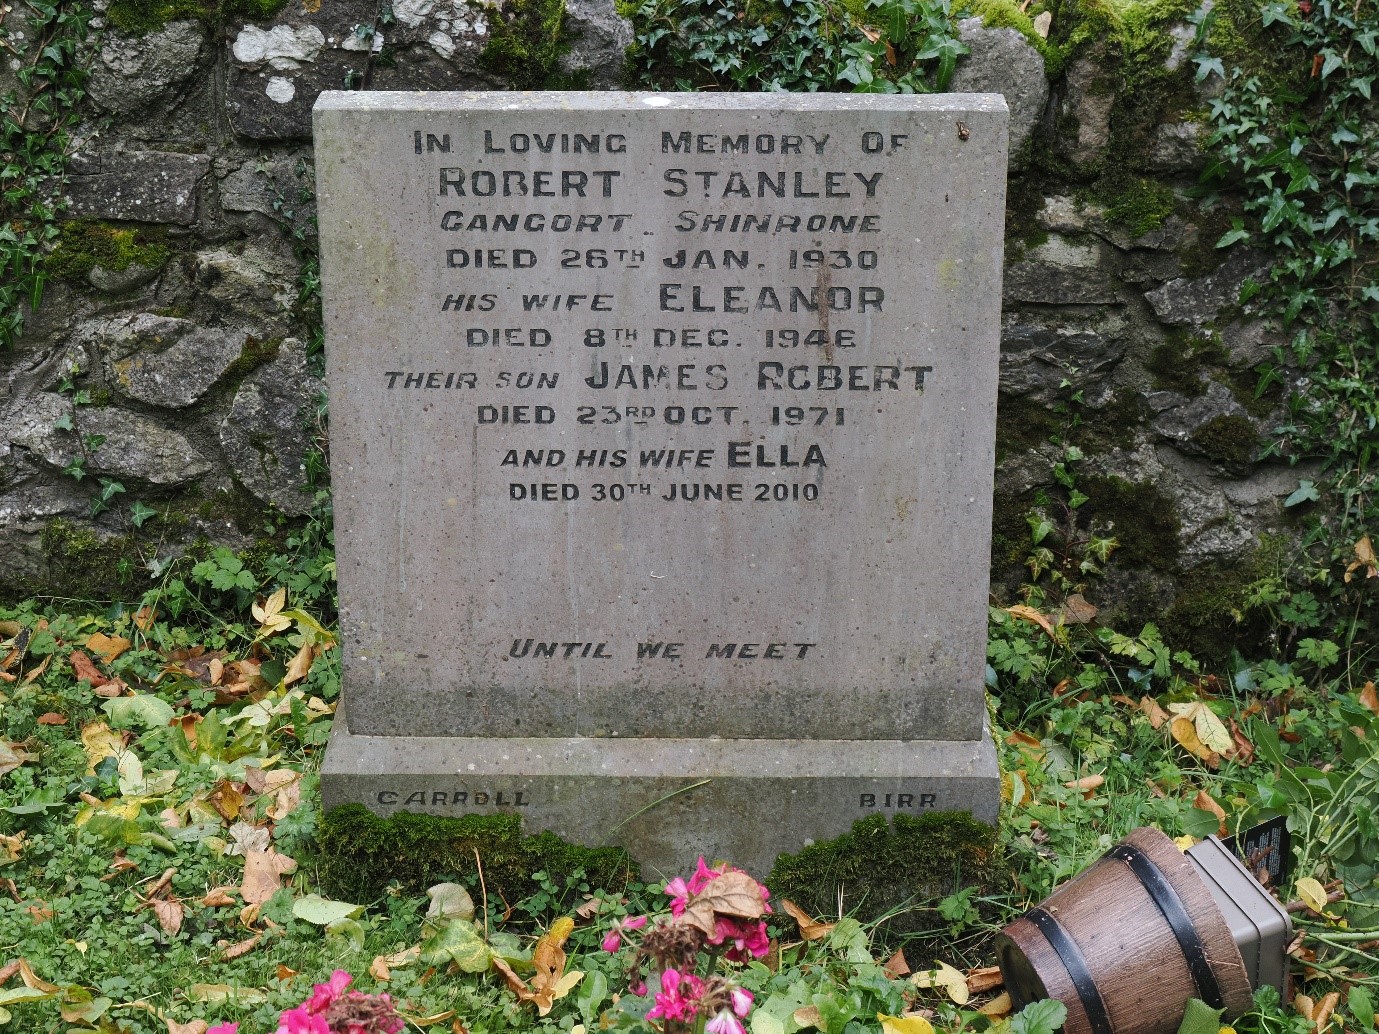 IN LOVING MEMORY OF
ROBERT STANLEY
GANGORT SHINRONE
DIED 26TH JAN. 1930
HIS WIFE ELEANOR
DIED 8TH DEC. 1946
THEIR SON JAMES ROBERT
DIED 23RD OCT. 1971
AND HIS WIFE ELLA
DIED 30TH JUNE 2010
UNTIL WE MEET
CARROLL BIRR